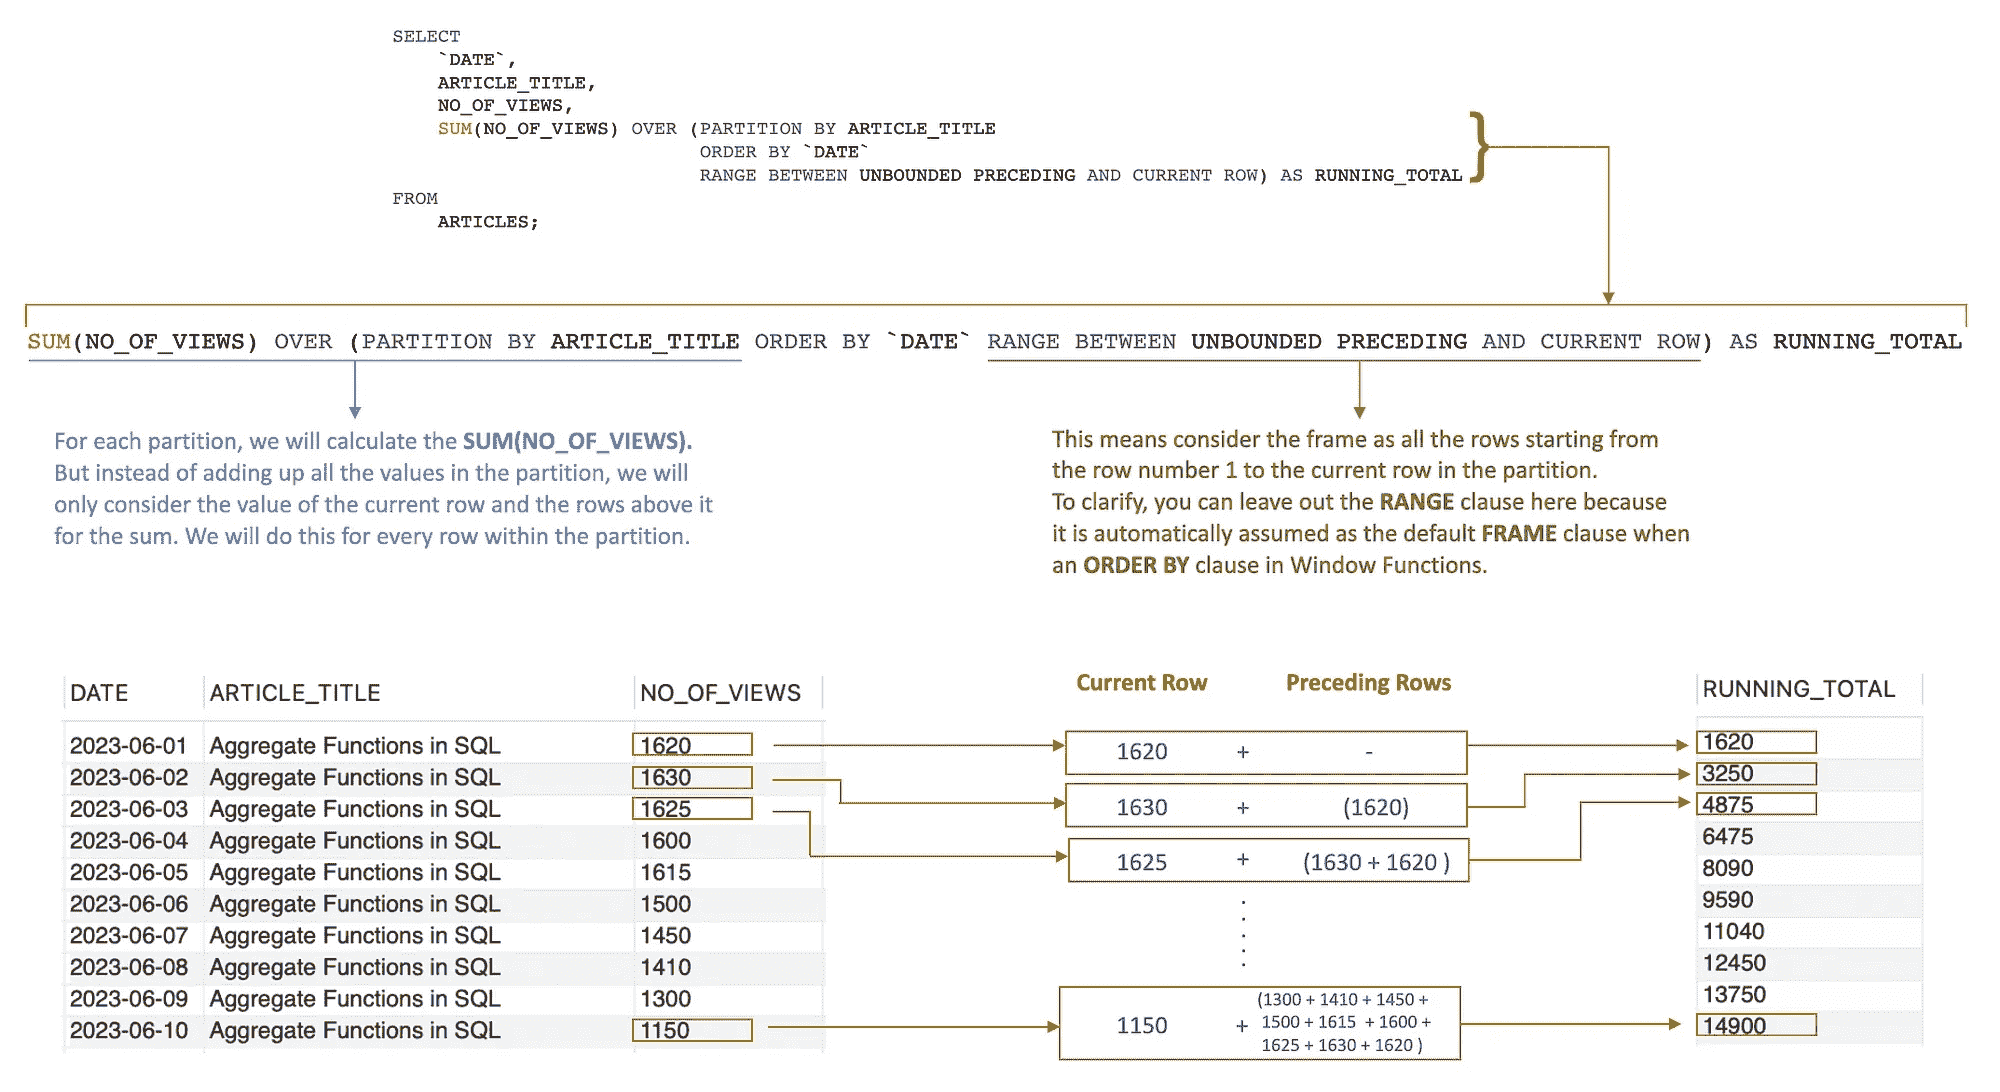 SELECT
`DATE`,
ARTICLE_TITLE,
NO_OF_VIEWS,
SUM(NO_OF_VIEWS) OVER (PARTITION BY ARTICLE_TITLE
ORDER BY `DATE`
RANGE BETWEEN UNBOUNDED PRECEDING AND CURRENT ROW) AS RUNNING_TOTAL
FROM
ARTICLES;
SUM(NO_OF_VIEWS) OVER (PARTITION BY ARTICLE_TITLE ORDER BY `DATE` RANGE BETWEEN UNBOUNDED PRECEDING AND CURRENT ROW) AS RUNNING_TOTAL
For each partition, we will calculate the SUM(NO_OF_VIEWS).
But instead of adding up all the values in the partition, we will
only consider the value of the current row and the rows above it
for the sum. We will do this for every row within the partition.
This means consider the frame as all the rows starting from
the row number 1 to the current row in the partition.
To clarify, you can leave out the RANGE clause here because
it is automatically assumed as the default FRAME clause when
an ORDER BY clause in Window Functions.
DATE ARTICLE_TITLE NO_OF_VIEWS
2023-06-01 Aggregate Functions in SQL 1620
2023-06-02 Aggregate Functions in SQL 1630
2023-06-03 Aggregate Functions in SQL 1625
2023-06-04 Aggregate Functions in SQL 1600
2023-06-05 Aggregate Functions in SQL 1615
2023-06-06 Aggregate Functions in SQL 1500
2023-06-07 Aggregate Functions in SQL 1450
2023-06-08 Aggregate Functions in SQL 1410
2023-06-09 Aggregate Functions in SQL 1300
2023-06-10 Aggregate Functions in SQL 1150
Current Row Preceding Rows
1620 + -
1630 + (1620)
1625 + (1630 + 1620 )
1150 + (1300 + 1410 + 1450 +
1500 + 1615 + 1600 +
1625 + 1630 + 1620 )
RUNNING_TOTAL
1620
3250
4875
6475
8090
9590
11040
12450
13750
14900